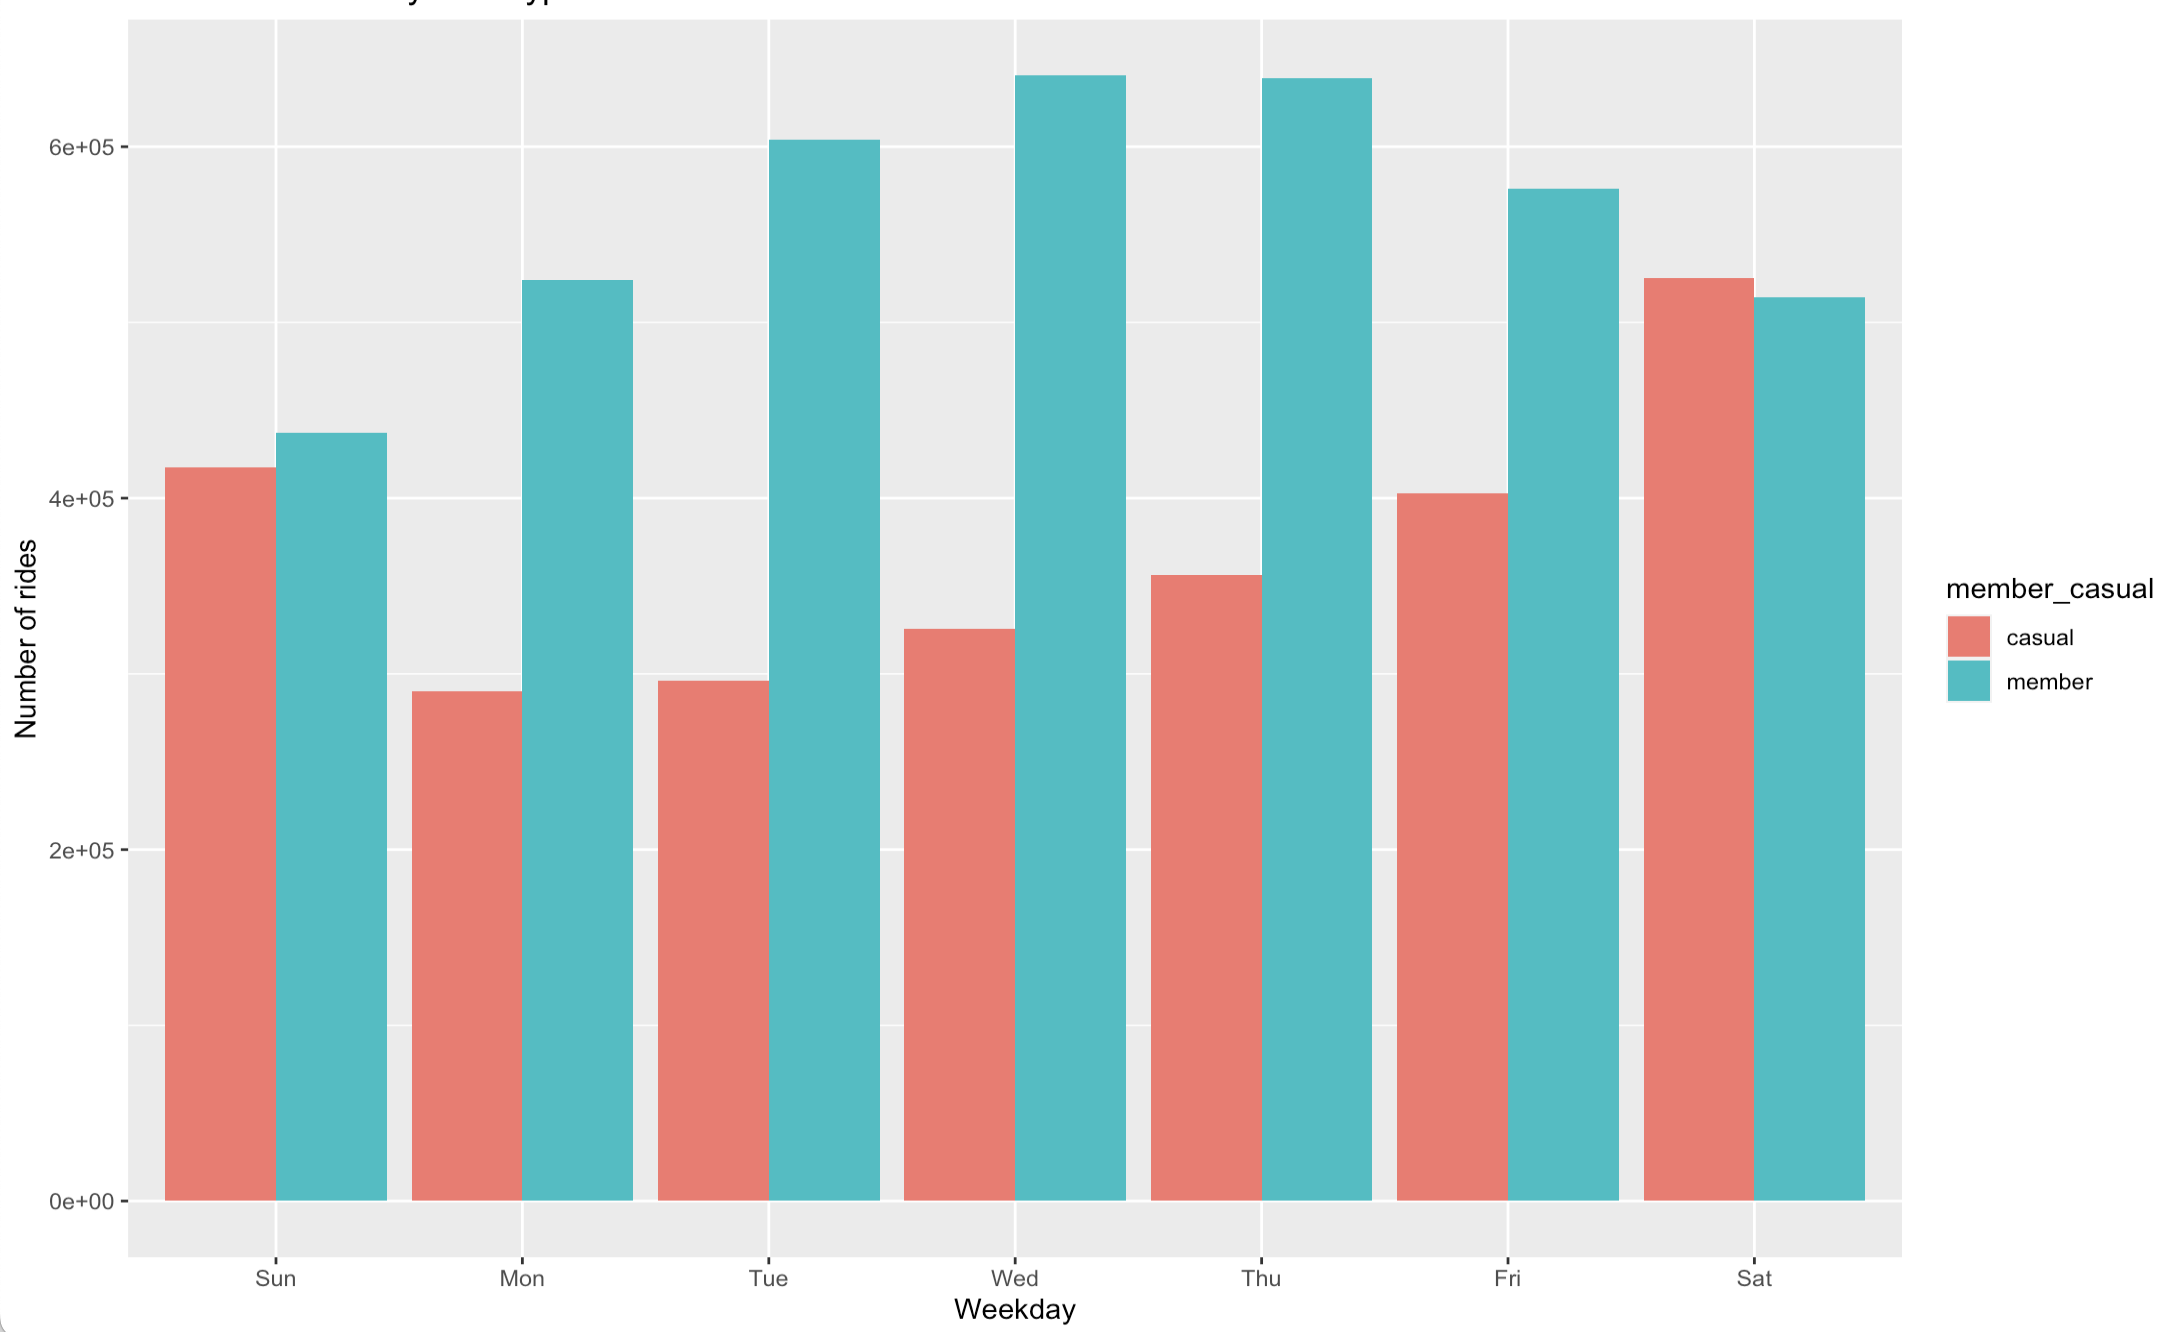 6e+05
4e+05
2e+05
0e+00
Number of rides
Sun Mon Tue Wed Thu Fri Sat
Weekday
member_casual
casual
member